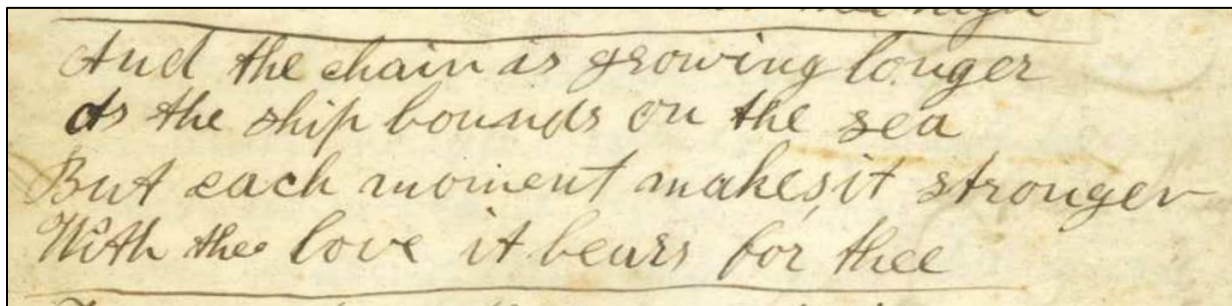 And the chain is growing longer
As the ship bounds on the sea
But each moment makes it stronger
With the love it bears for thee